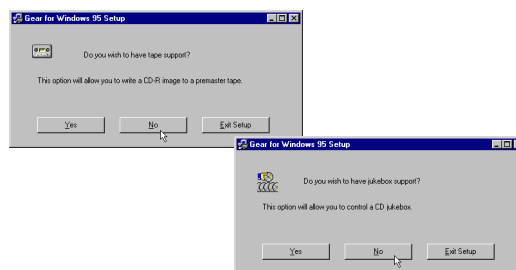 Gear for Windows 95 Setup
Do you wish to have tape support?
This option will allow you to write a CD-R image to a premaster tape.
Yes No Exit Setup
Gear for Windows 95 Setup
Do you wish to have jukebox support?
This option will allow you to control a CD jukebox.
Yes No Exit Setup